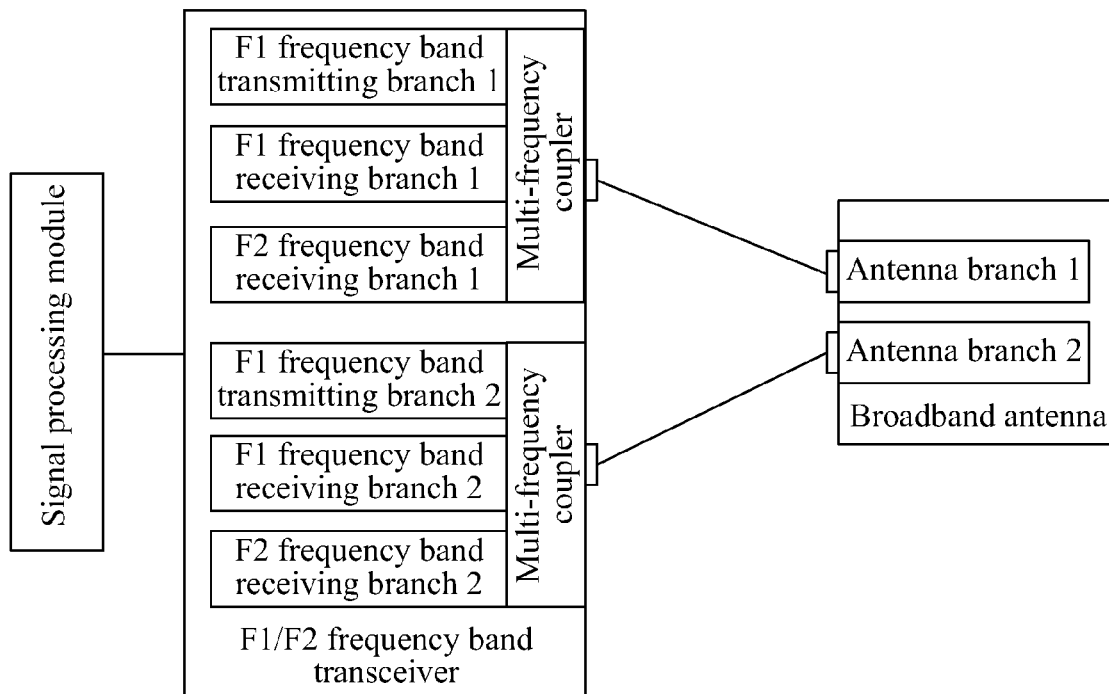 Signal processing module
F1 frequency band
transmitting branch 1
F1 frequency band
receiving branch 1
F2 frequency band
receiving branch 1
Multi-frequency
coupler
F1 frequency band
transmitting branch 2
F1 frequency band
receiving branch 2
F2 frequency band
receiving branch 2
Multi-frequency
coupler
F1/F2 frequency band
transceiver
Antenna branch 1
Antenna branch 2
Broadband antenna